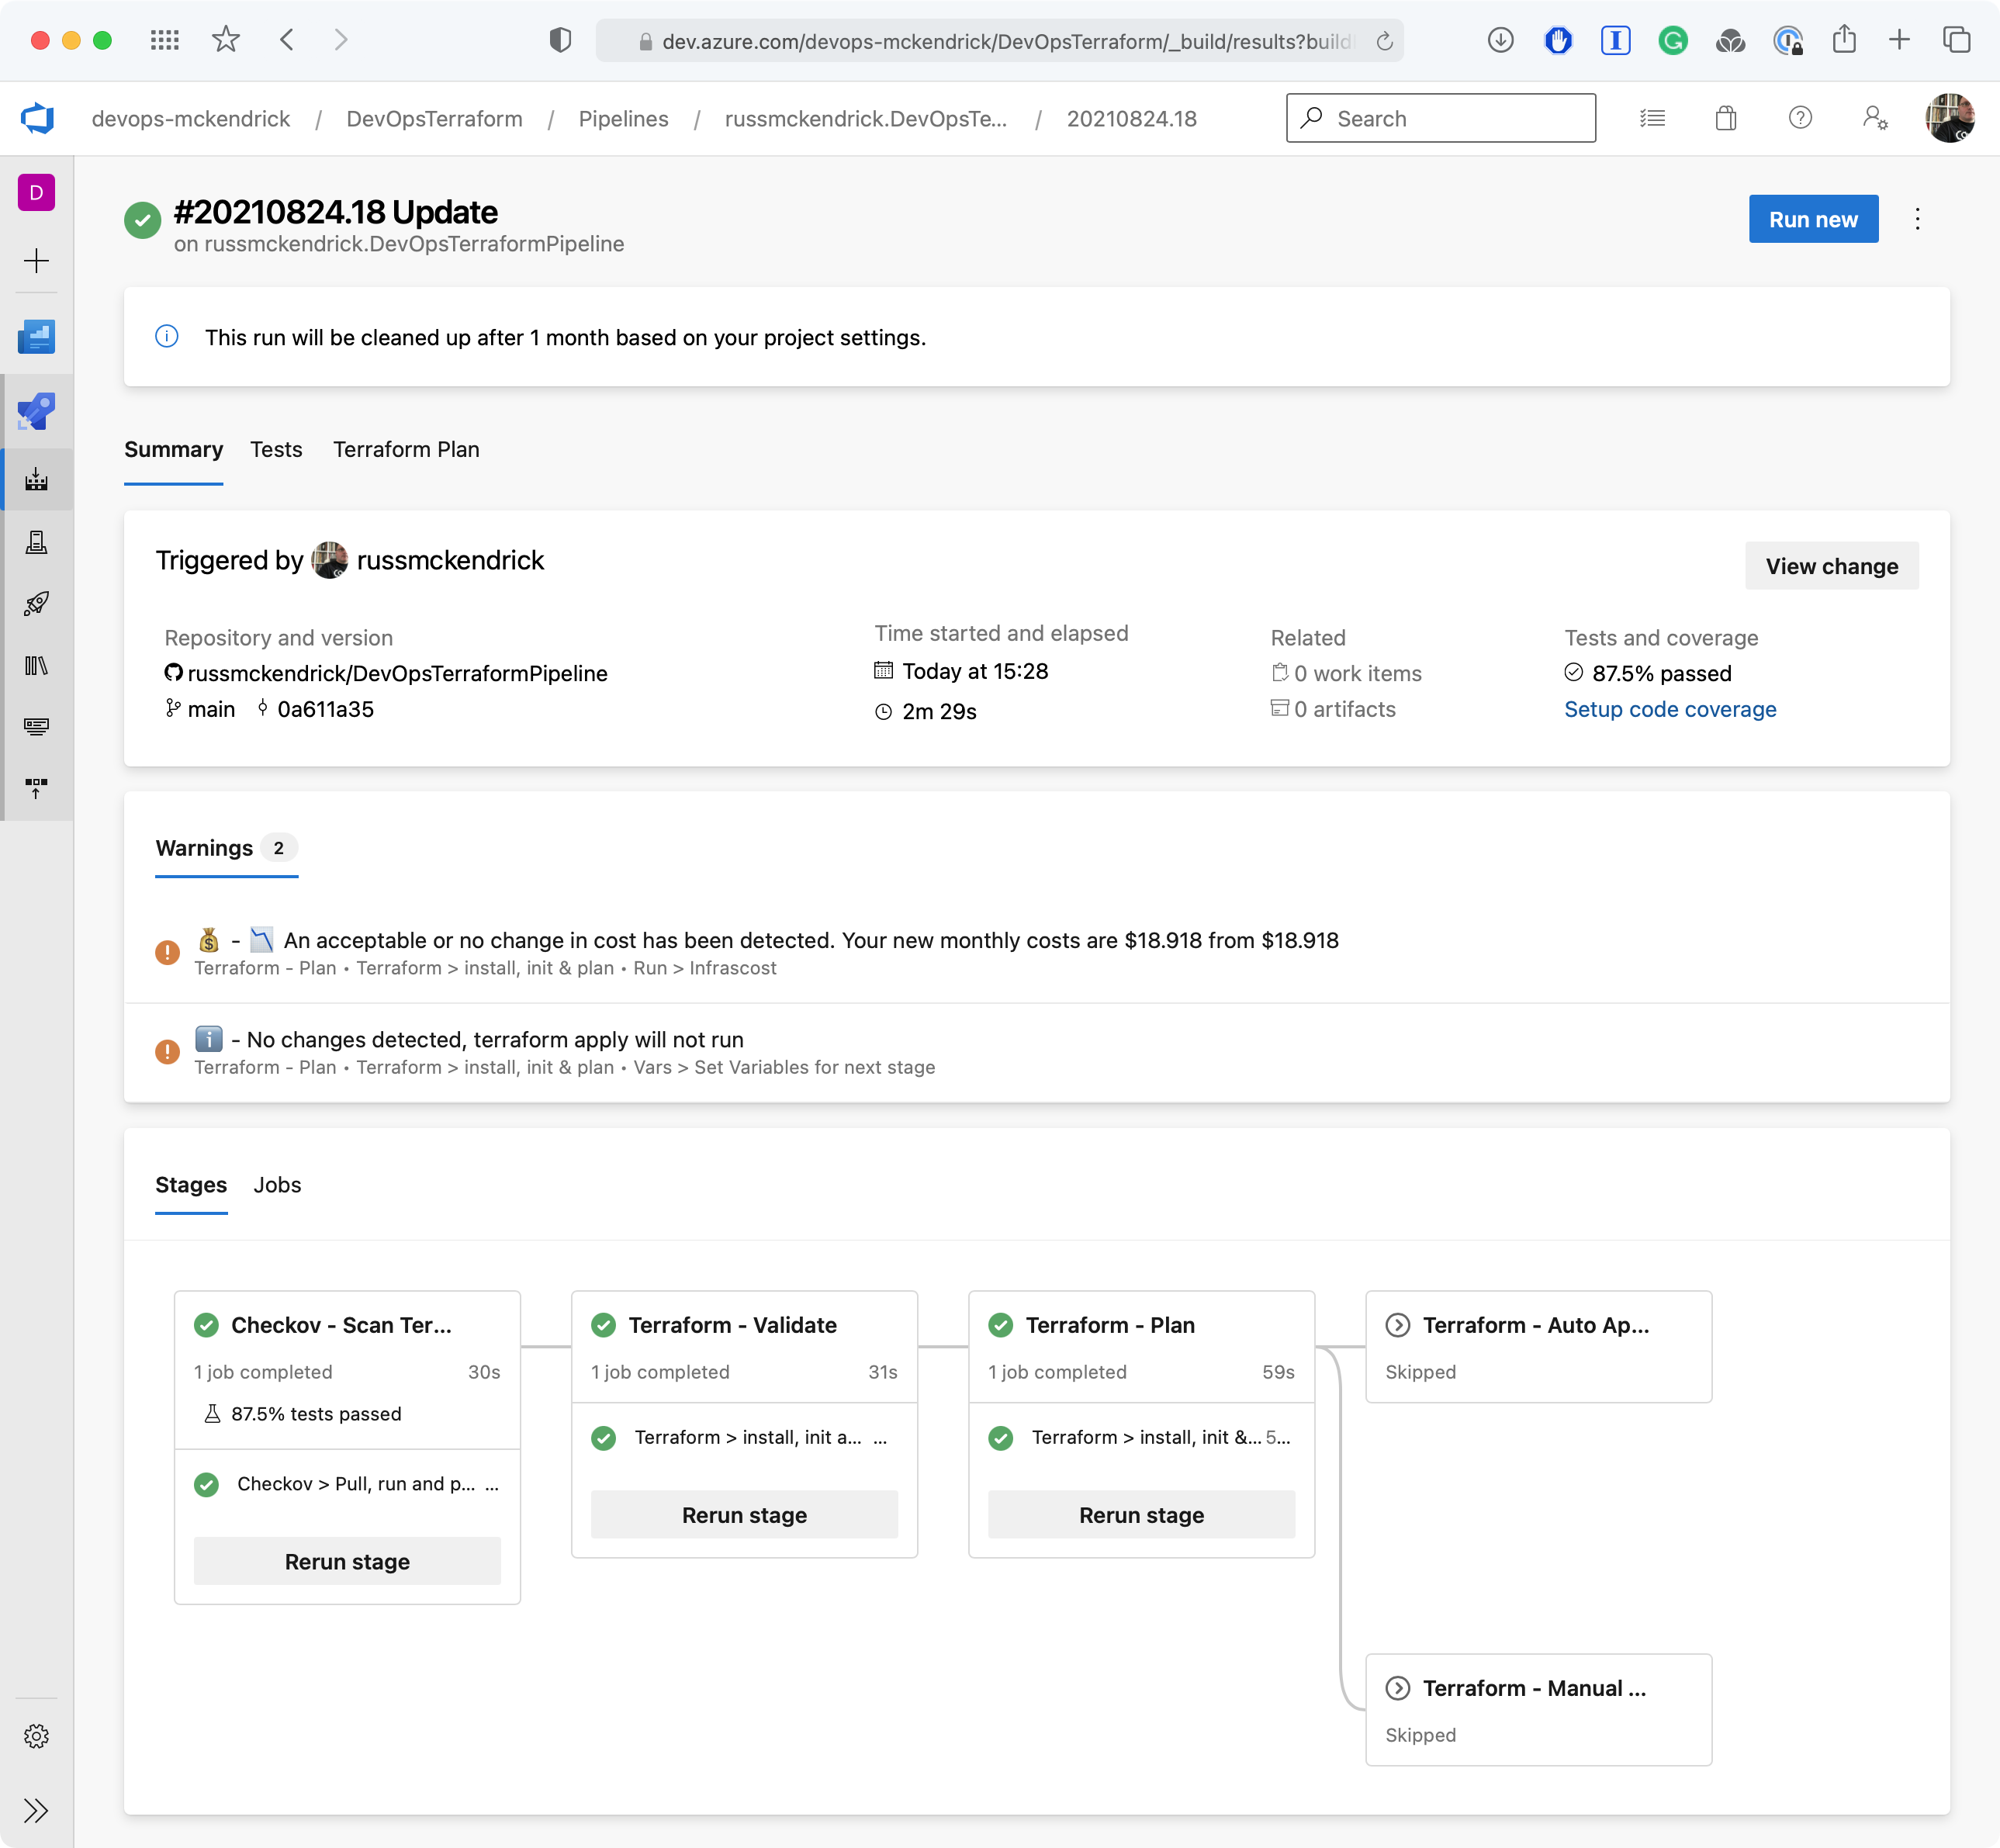 dev.azure.com/devops-mckendrick/DevOpsTerraform/_build/results?build
devops-mckendrick / DevOpsTerraform / Pipelines / russmckendrick.DevOpsTe... / 20210824.18
Search
D
#20210824.18 Update
on russmckendrick.DevOpsTerraformPipeline
Run new
This run will be cleaned up after 1 month based on your project settings.
Summary Tests Terraform Plan
Triggered by russmckendrick
View change
Repository and version
russmckendrick/DevOpsTerraformPipeline
main 0a611a35
Time started and elapsed
Today at 15:28
2m 29s
Related
0 work items
0 artifacts
Tests and coverage
87.5% passed
Setup code coverage
Warnings 2
💰 - 📉 An acceptable or no change in cost has been detected. Your new monthly costs are $18.918 from $18.918
Terraform - Plan • Terraform > install, init & plan • Run > Infrascost
ℹ️ - No changes detected, terraform apply will not run
Terraform - Plan • Terraform > install, init & plan • Vars > Set Variables for next stage
Stages Jobs
Checkov - Scan Ter...
1 job completed 30s
87.5% tests passed
Checkov > Pull, run and p... ...
Rerun stage
Terraform - Validate
1 job completed 31s
Terraform > install, init a... ...
Rerun stage
Terraform - Plan
1 job completed 59s
Terraform > install, init &... 5...
Rerun stage
Terraform - Auto Ap...
Skipped
Terraform - Manual ...
Skipped